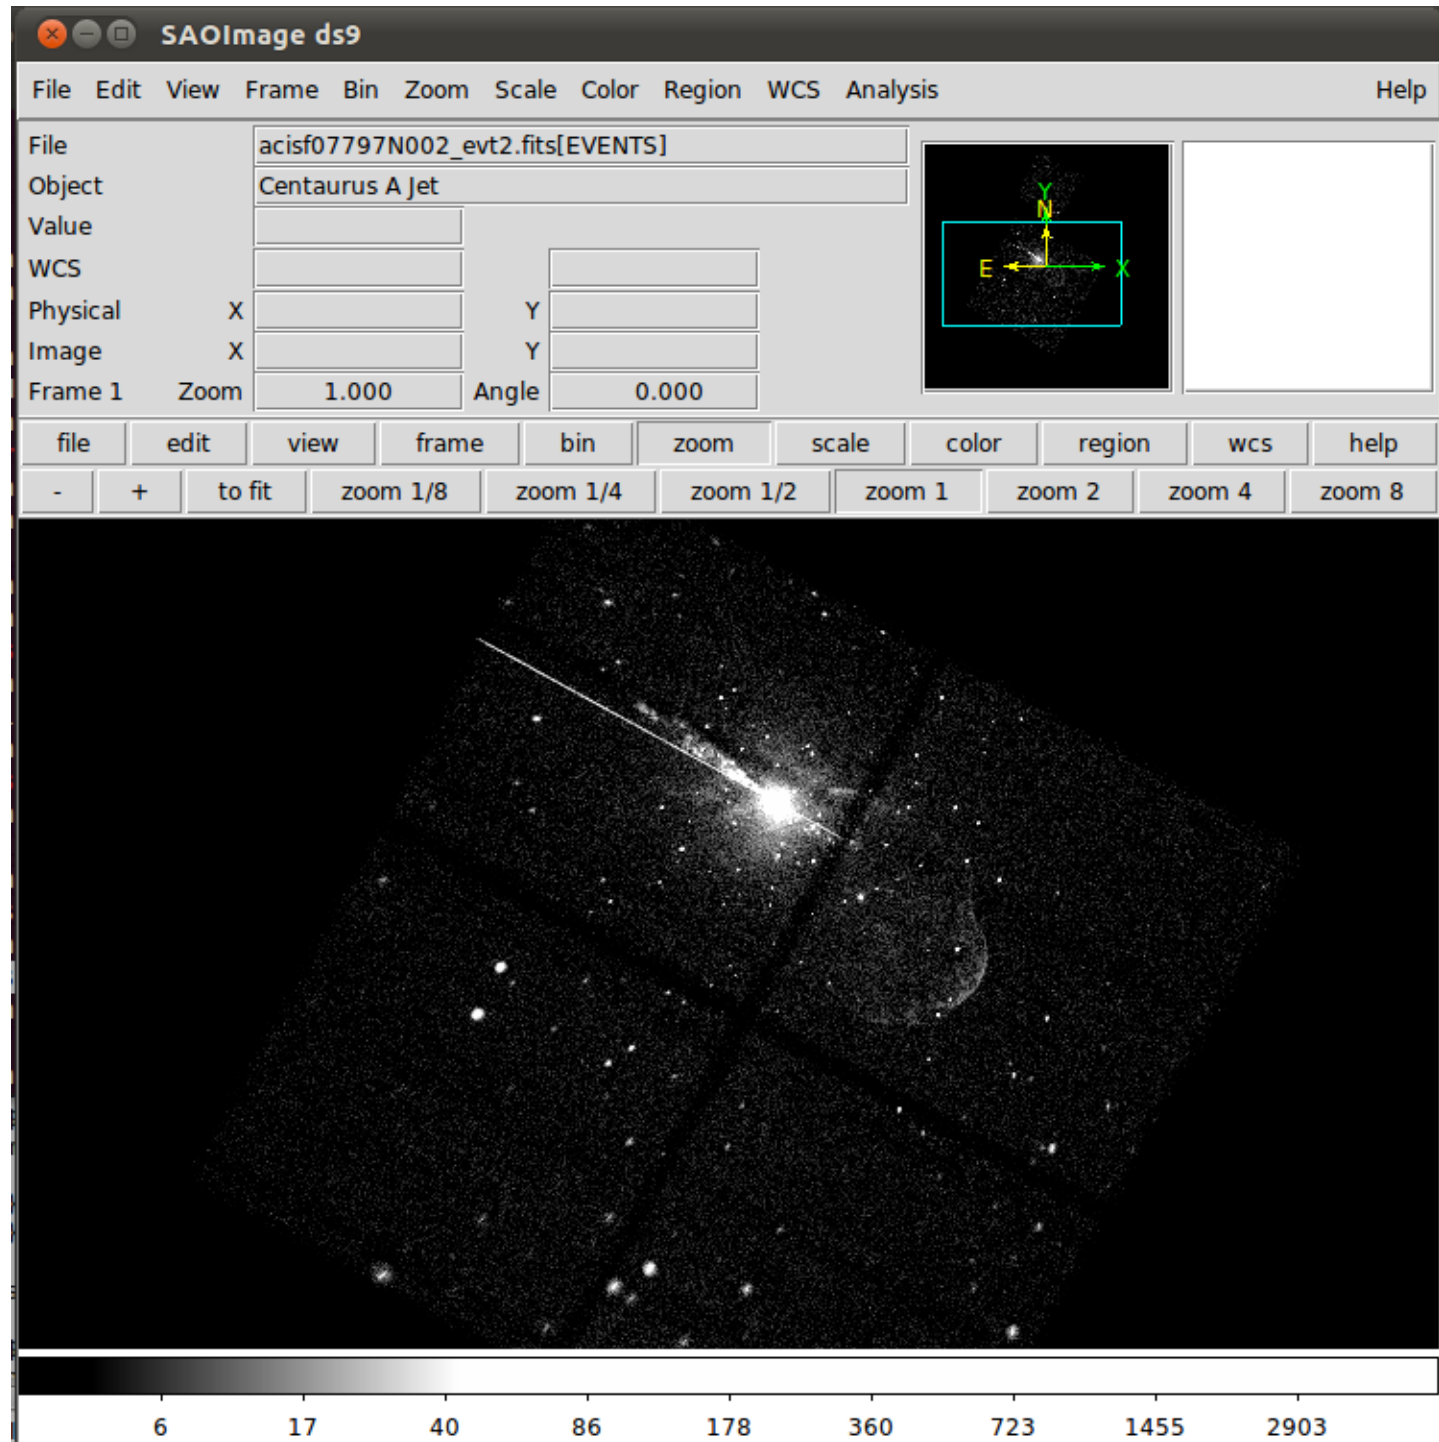 SAOImage ds9
File Edit View Frame Bin Zoom Scale Color Region WCS Analysis Help
File acisf07797N002_evt2.fits[EVENTS]
Object Centaurus A Jet
Value
WCS
Physical X Y
Image X Y
Frame 1 Zoom 1.000 Angle 0.000
Y
N
E X
file edit view frame bin zoom scale color region wcs help
- + to fit zoom 1/8 zoom 1/4 zoom 1/2 zoom 1 zoom 2 zoom 4 zoom 8
6 17 40 86 178 360 723 1455 2903